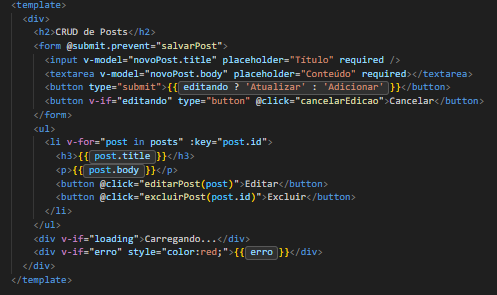 <template>
  <div>
    <h2>CRUD de Posts</h2>
    <form @submit.prevent="salvarPost">
      <input v-model="novoPost.title" placeholder="Título" required />
      <textarea v-model="novoPost.body" placeholder="Conteúdo" required></textarea>
      <button type="submit">{{ editando ? 'Atualizar' : 'Adicionar' }}</button>
      <button v-if="editando" type="button" @click="cancelarEdicao">Cancelar</button>
    </form>
    <ul>
      <li v-for="post in posts" :key="post.id">
        <h3>{{ post.title }}</h3>
        <p>{{ post.body }}</p>
        <button @click="editarPost(post)">Editar</button>
        <button @click="excluirPost(post.id)">Excluir</button>
      </li>
    </ul>
    <div v-if="loading">Carregando...</div>
    <div v-if="erro" style="color:red;">{{ erro }}</div>
  </div>
</template>